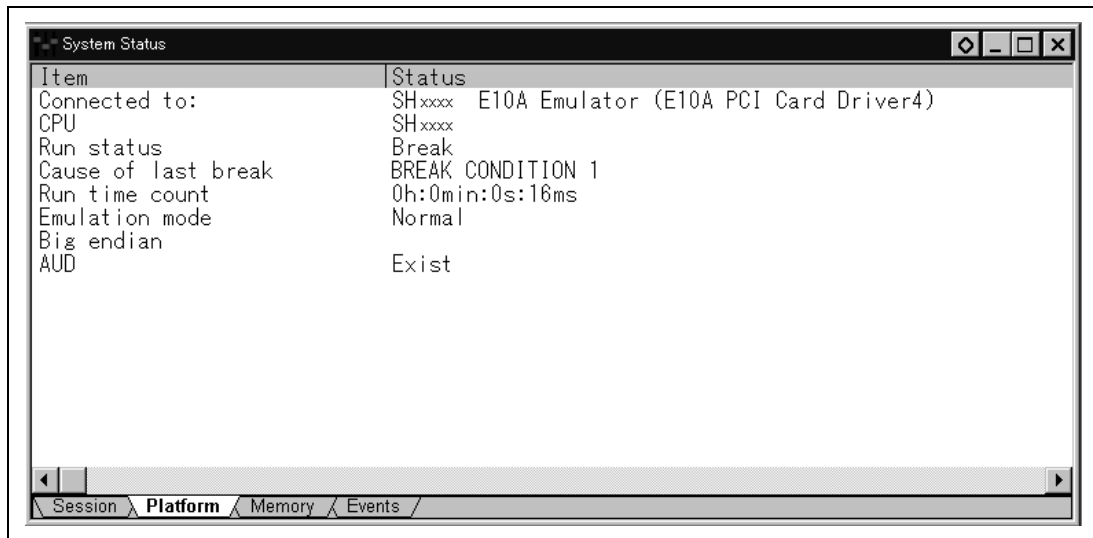 System Status
Item Status
Connected to: SHxxxx E10A Emulator (E10A PCI Card Driver4)
CPU SHxxxx
Run status Break
Cause of last break BREAK CONDITION 1
Run time count 0h:0min:0s:16ms
Emulation mode Normal
Big endian
AUD Exist
Session Platform Memory Events